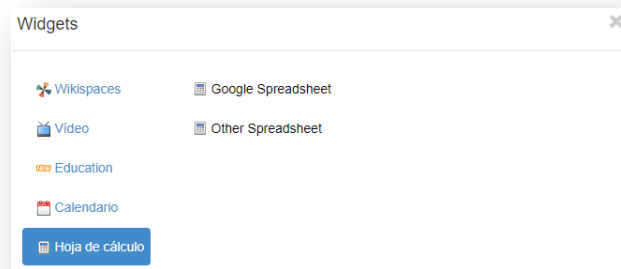 Widgets
Wikispaces
Google Spreadsheet
Vídeo
Other Spreadsheet
Education
Calendario
Hoja de cálculo